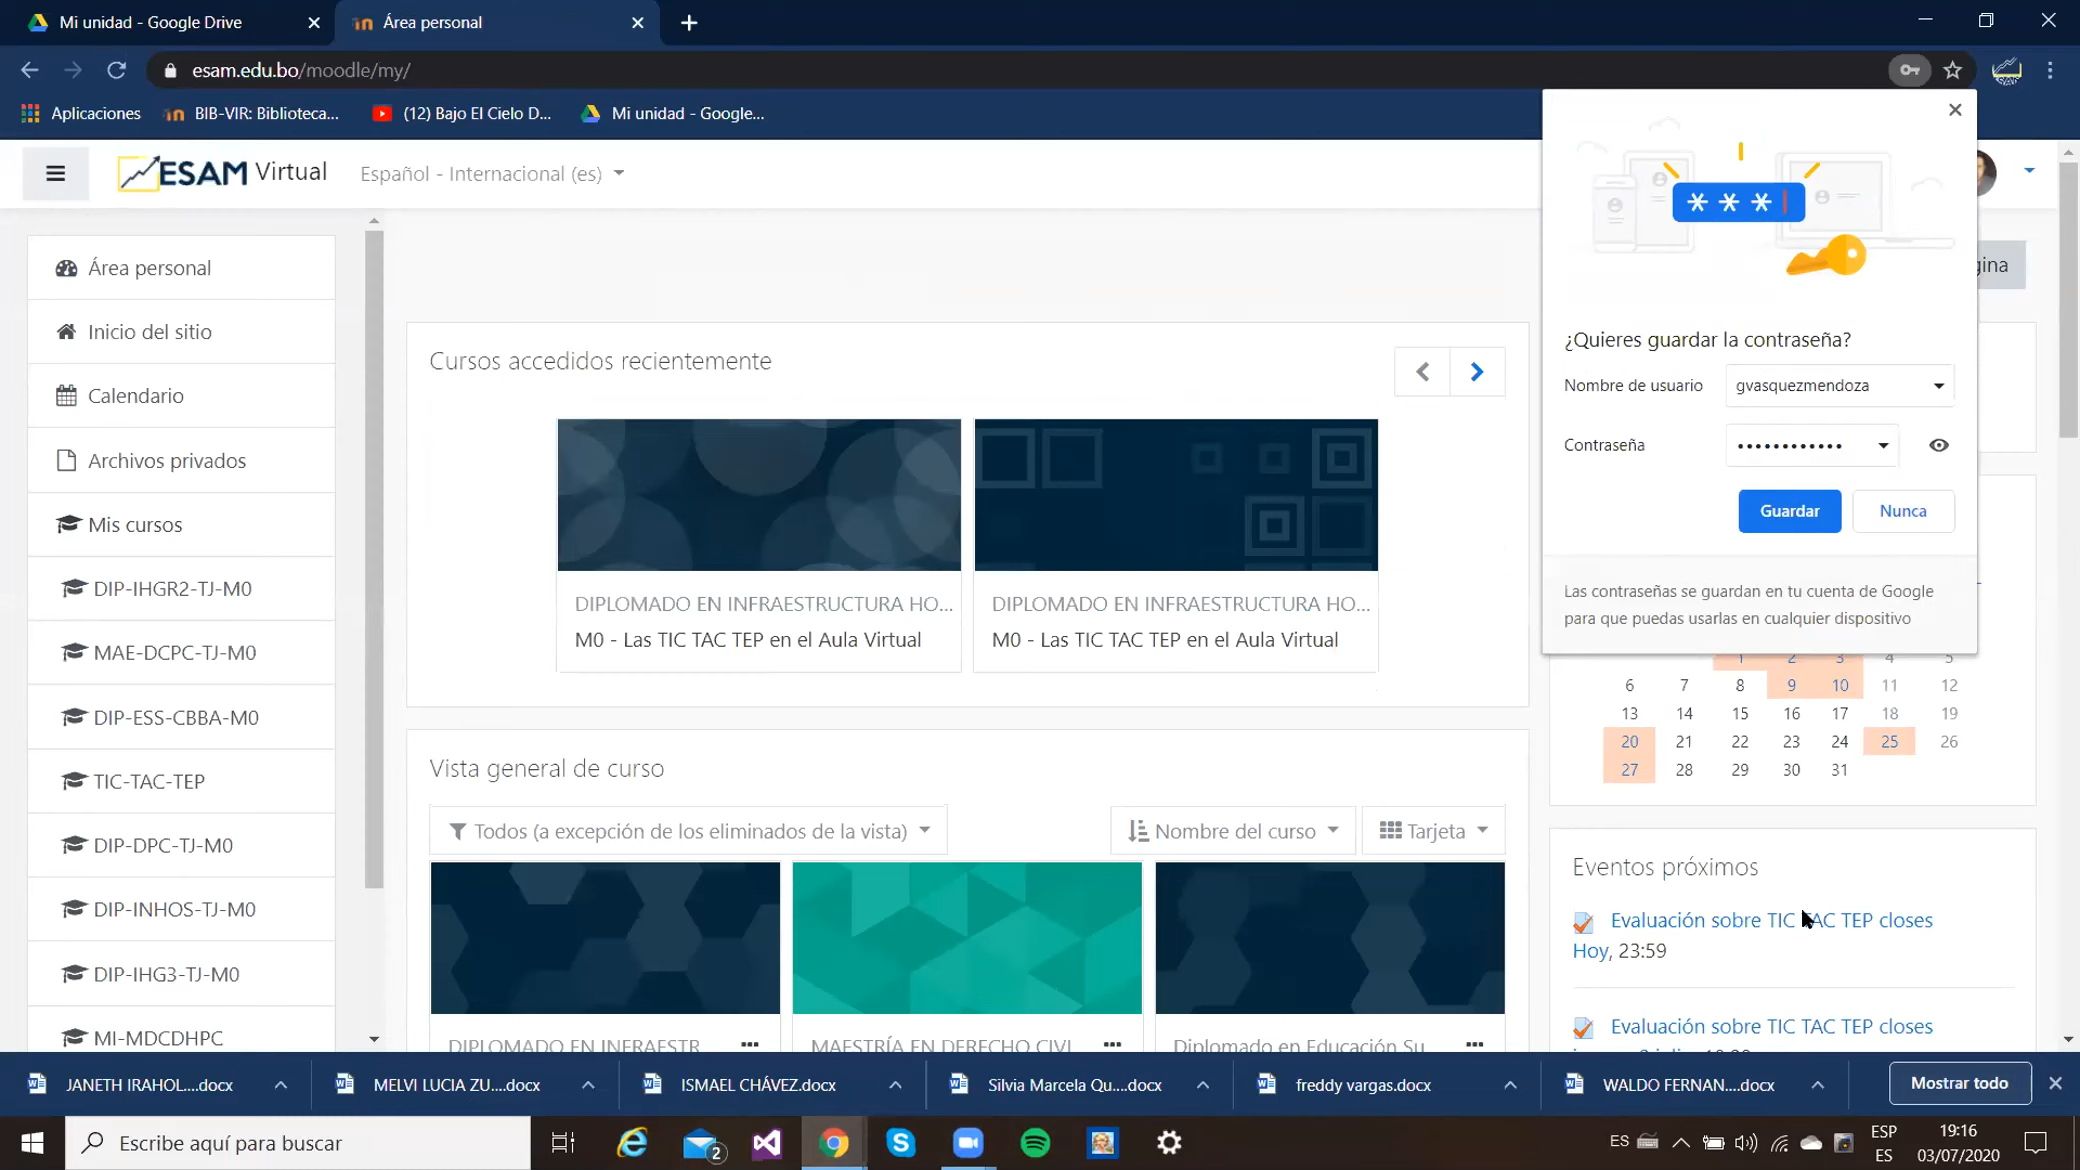 Mi unidad - Google Drive
Área personal
esam.edu.bo/moodle/my/
Aplicaciones
BIB-VIR: Biblioteca...
(12) Bajo El Cielo D...
Mi unidad - Google...
ESAM Virtual
Español - Internacional (es)
Área personal
Inicio del sitio
Calendario
Archivos privados
Mis cursos
DIP-IHGR2-TJ-M0
MAE-DCPC-TJ-M0
DIP-ESS-CBBA-M0
TIC-TAC-TEP
DIP-DPC-TJ-M0
DIP-INHOS-TJ-M0
DIP-IHG3-TJ-M0
MI-MDCDHPC
Cursos accedidos recientemente
DIPLOMADO EN INFRAESTRUCTURA HO...
M0 - Las TIC TAC TEP en el Aula Virtual
DIPLOMADO EN INFRAESTRUCTURA HO...
M0 - Las TIC TAC TEP en el Aula Virtual
Vista general de curso
Todos (a excepción de los eliminados de la vista)
Nombre del curso
Tarjeta
DIPLOMADO EN INFRAESTR
MAESTRÍA EN DERECHO CIVI
Diplomado en Educación Su
* * *
¿Quieres guardar la contraseña?
Nombre de usuario
gvasquezmendoza
Contraseña
••••••••••••
Guardar
Nunca
Las contraseñas se guardan en tu cuenta de Google
para que puedas usarlas en cualquier dispositivo
1 2 3 4 5
6 7 8 9 10 11 12
13 14 15 16 17 18 19
20 21 22 23 24 25 26
27 28 29 30 31
Eventos próximos
Evaluación sobre TIC TAC TEP closes
Hoy, 23:59
Evaluación sobre TIC TAC TEP closes
JANETH IRAHOL....docx
MELVI LUCIA ZU....docx
ISMAEL CHÁVEZ.docx
Silvia Marcela Qu....docx
freddy vargas.docx
WALDO FERNAN....docx
Mostrar todo
Escribe aquí para buscar
2
ES
ESP
ES
19:16
03/07/2020